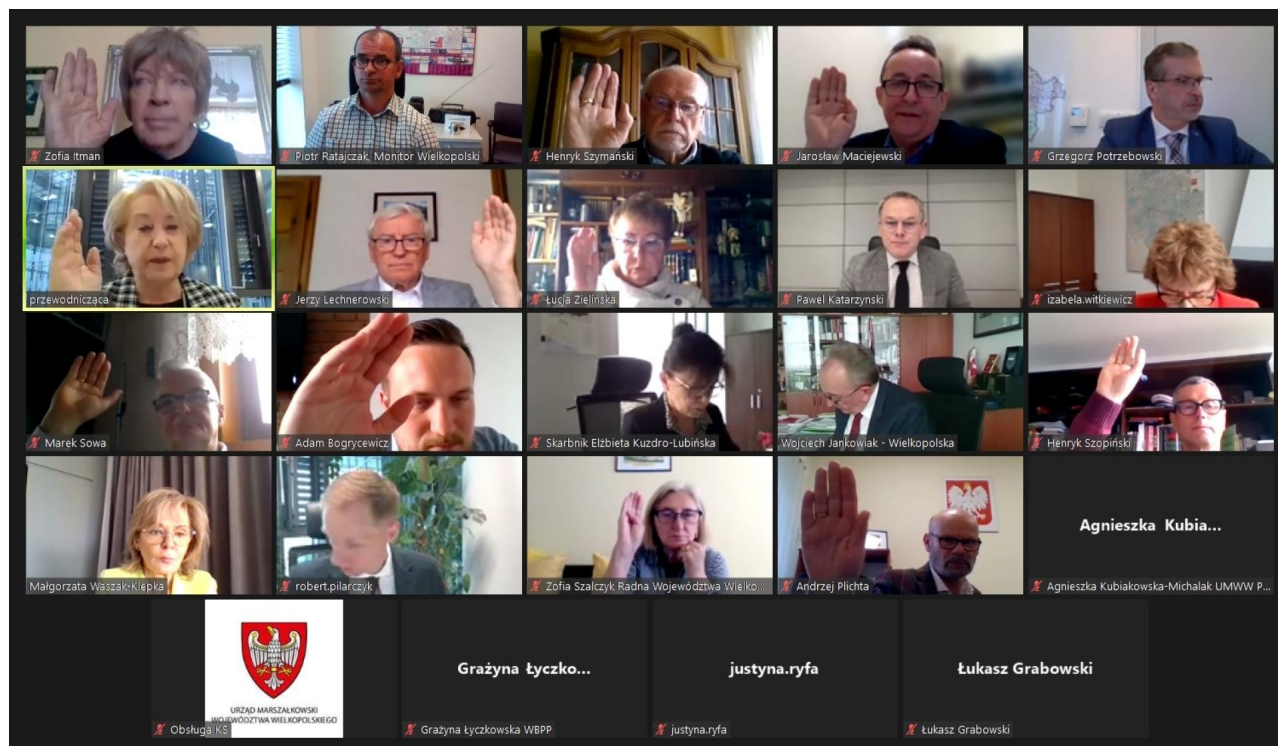 Zofia Itman
Piotr Ratajczak, Monitor Wielkopolski
Henryk Szymański
Jarosław Maciejewski
Grzegorz Potrzebowski
przewodnicząca
Jerzy Lechnerowski
Łucja Zielińska
Pawel Katarzynski
izabela.witkiewicz
Marek Sowa
Adam Bogrycewicz
Skarbnik Elżbieta Kuzdro-Lubińska
Wojciech Jankowiak - Wielkopolska
Henryk Szopiński
Małgorzata Waszak-Klepka
robert.pilarczyk
Zofia Szalczyk Radna Województwa Wielko...
Andrzej Plichta
Agnieszka Kubia...
Agnieszka Kubiakowska-Michalak UMWW P...
URZĄD MARSZAŁKOWSKI
WOJEWÓDZTWA WIELKOPOLSKIEGO
Obsługa KS
Grażyna Łyczko...
Grażyna Łyczkowska WBPP
justyna.ryfa
justyna.ryfa
Łukasz Grabowski
Łukasz Grabowski